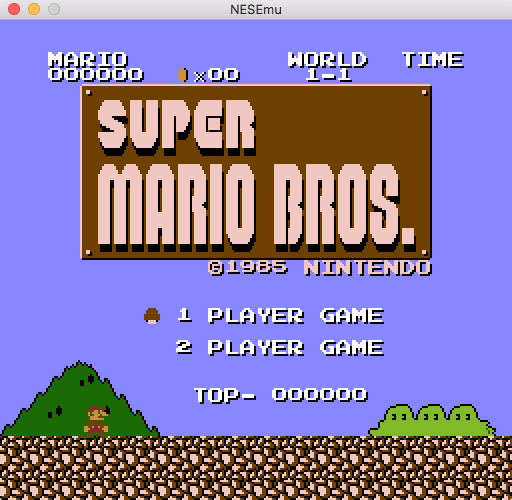 NESEmu
MARIO WORLD TIME
000000 ×00 1-1
SUPER
MARIO BROS.
©1985 NINTENDO
1 PLAYER GAME
2 PLAYER GAME
TOP- 000000